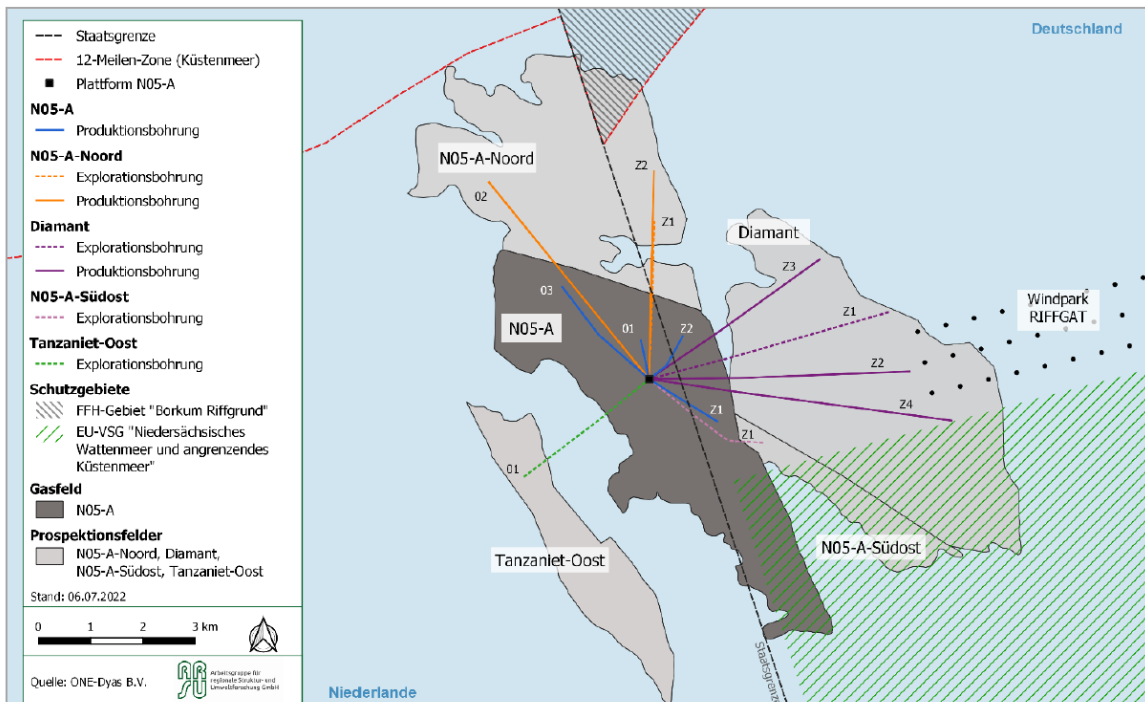 Staatsgrenze
12-Meilen-Zone (Küstenmeer)
Plattform N05-A
N05-A
Produktionsbohrung
N05-A-Noord
Explorationsbohrung
Produktionsbohrung
Diamant
Explorationsbohrung
Produktionsbohrung
N05-A-Südost
Explorationsbohrung
Tanzaniet-Oost
Explorationsbohrung
Schutzgebiete
FFH-Gebiet "Borkum Riffgrund"
EU-VSG "Niedersächsisches
Wattenmeer und angrenzendes
Küstenmeer"
Gasfeld
N05-A
Prospektionsfelder
N05-A-Noord, Diamant,
N05-A-Südost, Tanzaniet-Oost
Stand: 06.07.2022
0 1 2 3 km
Quelle: ONE-Dyas B.V.
ARSU
Arbeitsgruppe für
regionale Struktur- und
Umweltforschung GmbH
Deutschland
N05-A-Noord
02
Z2
Z1
Diamant
Z3
03
N05-A
01
Z2
Z1
Windpark
RIFFGAT
Z2
Z4
Z1
Z1
01
Tanzaniet-Oost
N05-A-Südost
Staatsgrenze
Niederlande